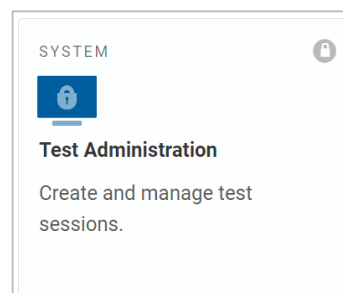 SYSTEM
Test Administration
Create and manage test
sessions.